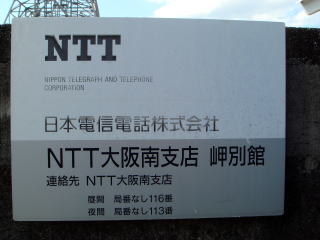 NTT
NIPPON TELEGRAPH AND TELEPHONE
CORPORATION
日本電信電話株式会社
NTT大阪南支店 岬別館
連絡先 NTT大阪南支店
昼間 局番なし116番
夜間 局番なし113番